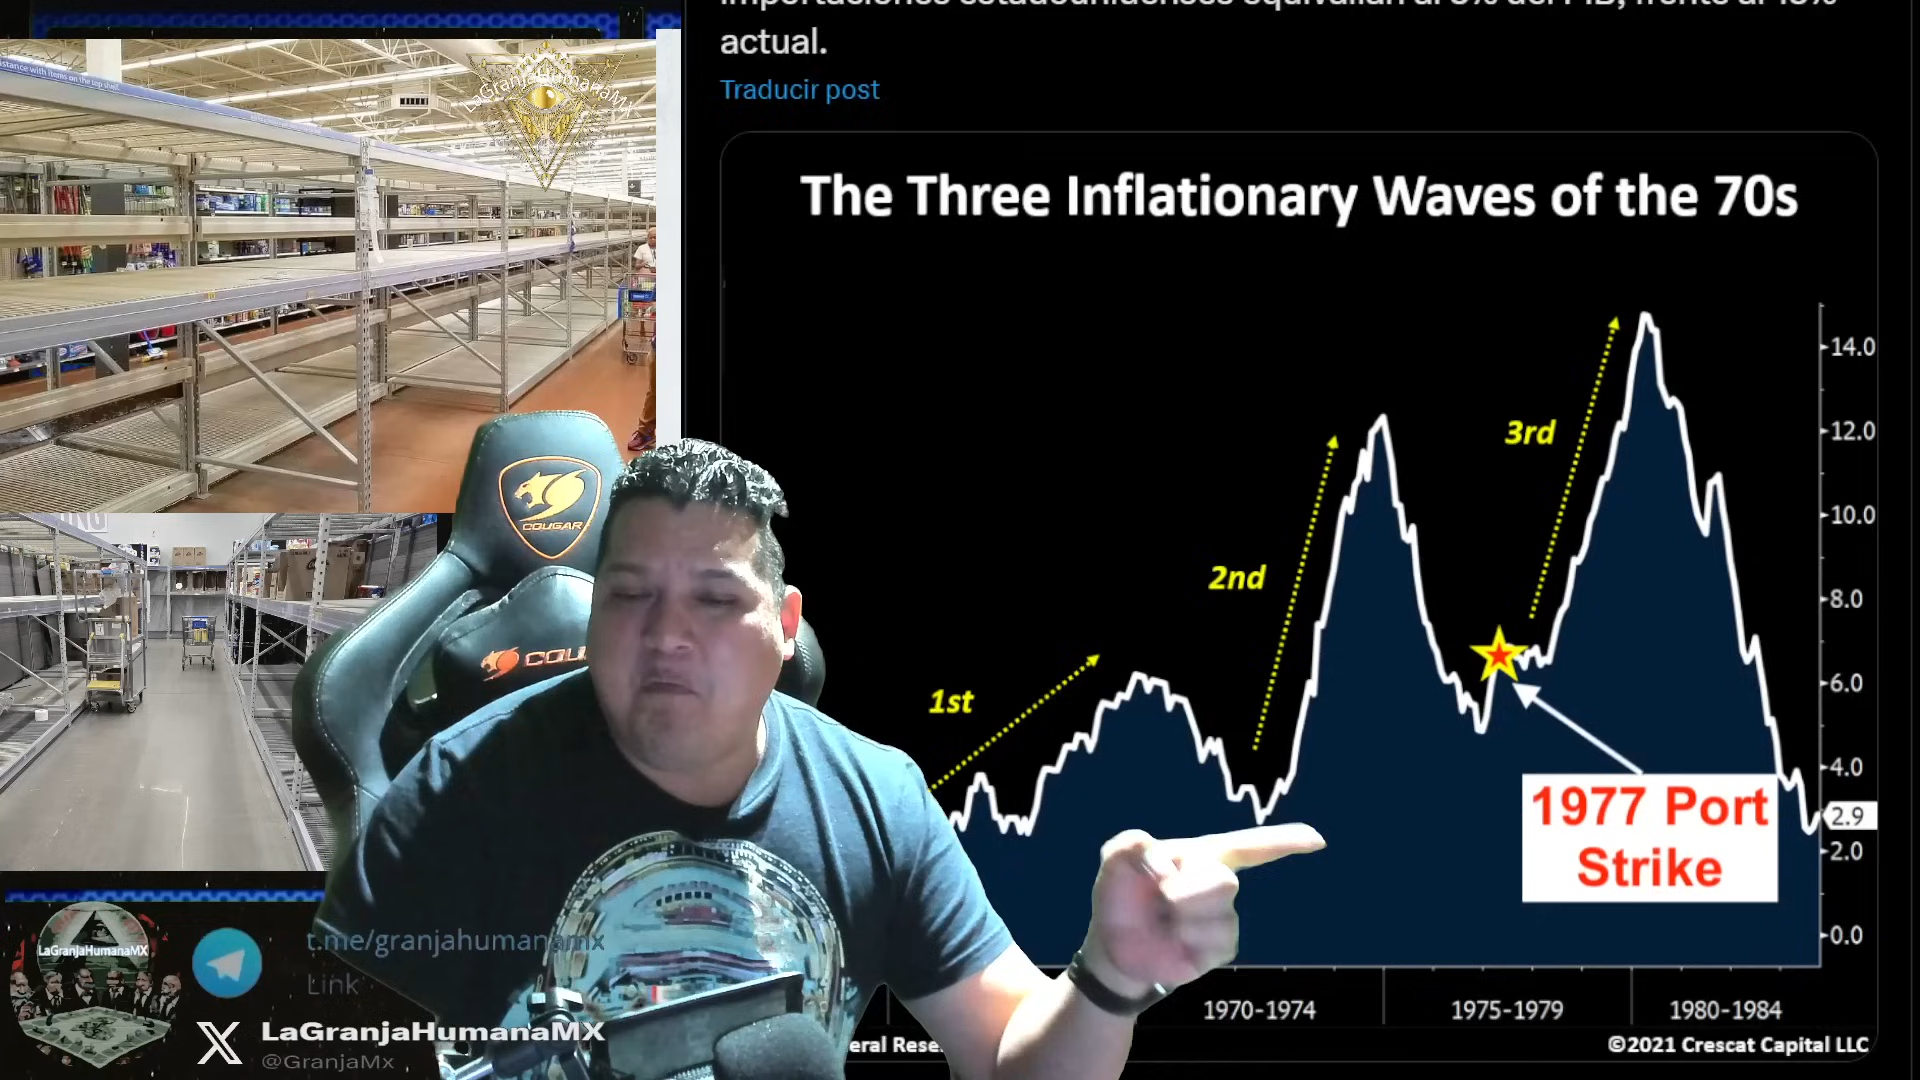 actual.
Traducir post
LaGranjaHumanaMX
The Three Inflationary Waves of the 70s
14.0
3rd
12.0
10.0
2nd
8.0
6.0
1st
4.0
1977 Port
Strike
2.9
2.0
0.0
1970-1974
1975-1979
1980-1984
©2021 Crescat Capital LLC
COUGAR
COU
LaGranjaHumanaMX
t.me/granjahumanamx
Link
LaGranjaHumanaMX
@GranjaMx